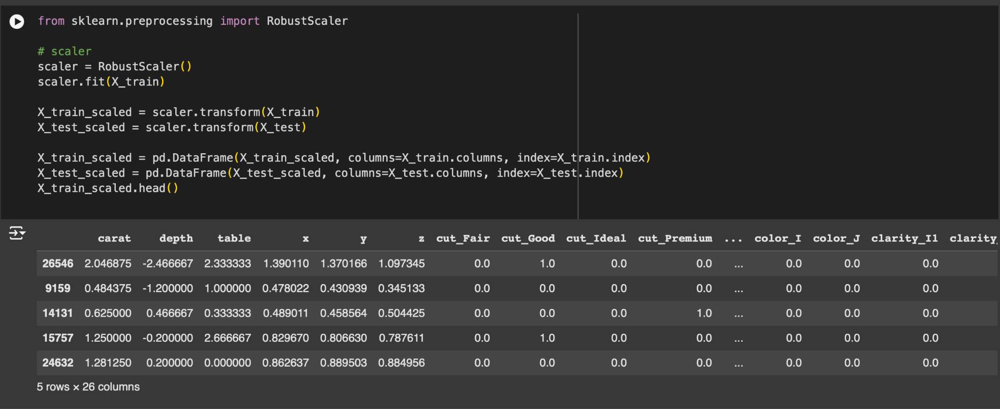 from sklearn.preprocessing import RobustScaler
# scaler
scaler = RobustScaler()
scaler.fit(X_train)
X_train_scaled = scaler.transform(X_train)
X_test_scaled = scaler.transform(X_test)
X_train_scaled = pd.DataFrame(X_train_scaled, columns=X_train.columns, index=X_train.index)
X_test_scaled = pd.DataFrame(X_test_scaled, columns=X_test.columns, index=X_test.index)
X_train_scaled.head()
carat depth table x y z cut_Fair cut_Good cut_Ideal cut_Premium ... color_I color_J clarity_I1 clarity_
26546 2.046875 -2.466667 2.333333 1.390110 1.370166 1.097345 0.0 1.0 0.0 0.0 ... 0.0 0.0 0.0
9159 0.484375 -1.200000 1.000000 0.478022 0.430939 0.345133 0.0 0.0 0.0 0.0 ... 0.0 0.0 0.0
14131 0.625000 0.466667 0.333333 0.489011 0.458564 0.504425 0.0 0.0 0.0 1.0 ... 0.0 0.0 0.0
15757 1.250000 -0.200000 2.666667 0.829670 0.806630 0.787611 0.0 1.0 0.0 0.0 ... 0.0 0.0 0.0
24632 1.281250 0.200000 0.000000 0.862637 0.889503 0.884956 0.0 0.0 0.0 0.0 ... 0.0 0.0 0.0
5 rows × 26 columns